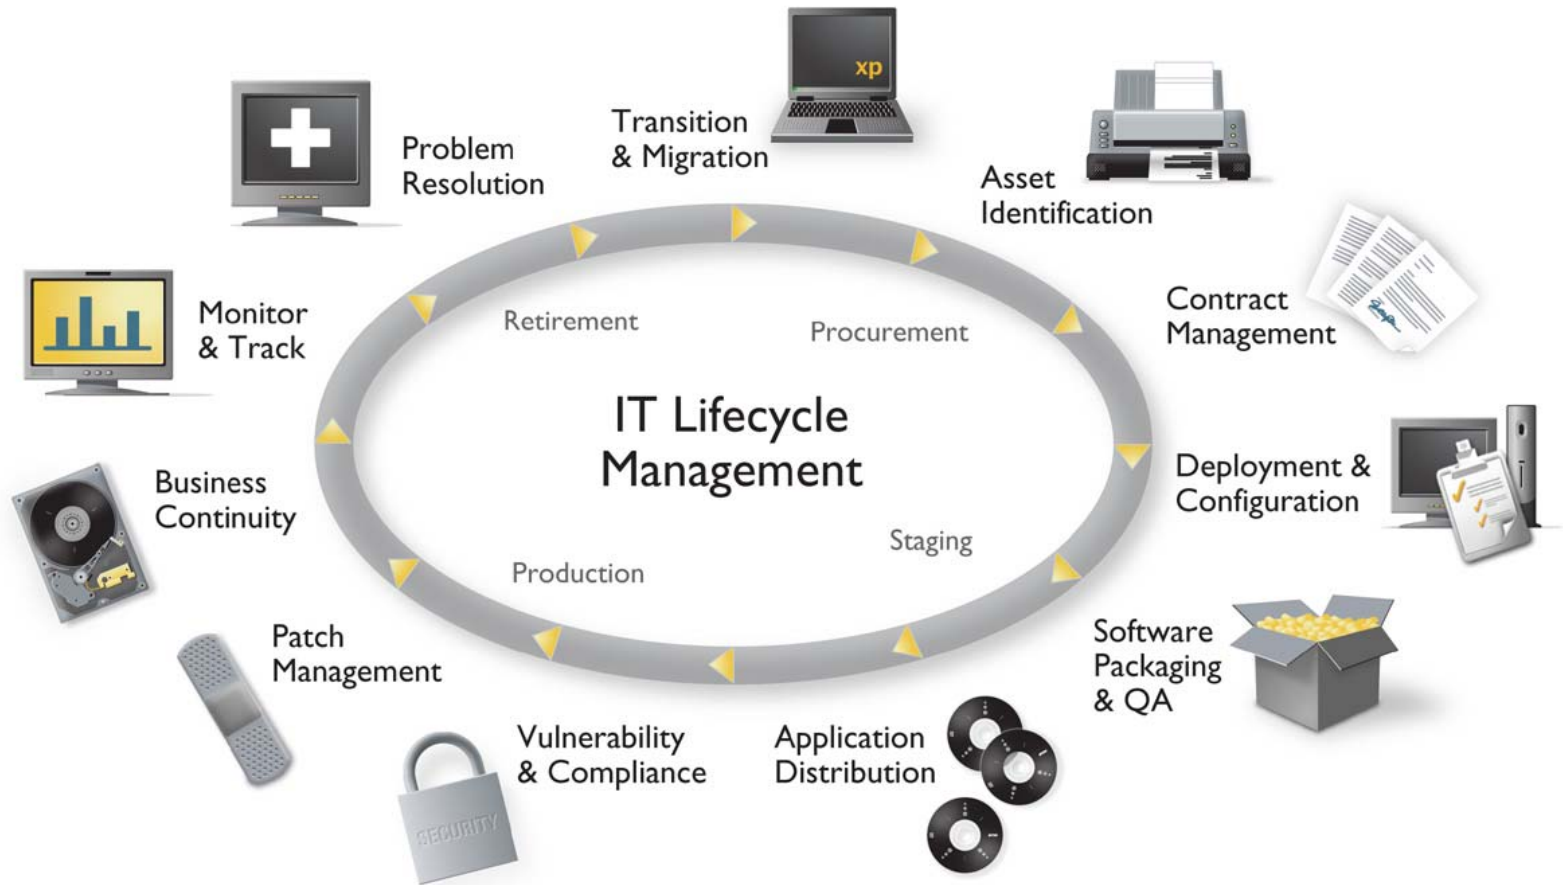 Transition
& Migration
xp
Problem
Resolution
Asset
Identification
Monitor
& Track
Contract
Management
Retirement
Procurement
IT Lifecycle
Management
Business
Continuity
Deployment &
Configuration
Staging
Production
Patch
Management
Software
Packaging
& QA
Vulnerability
& Compliance
Application
Distribution
SECURITY